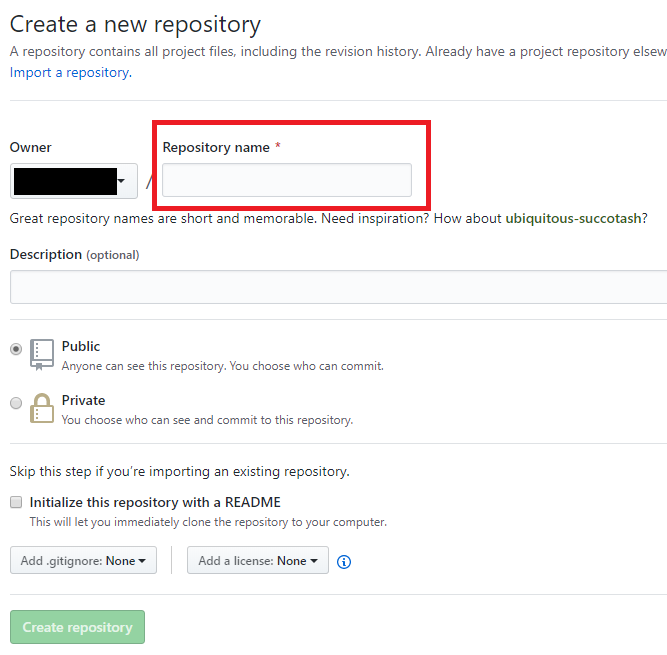 Create a new repository
A repository contains all project files, including the revision history. Already have a project repository elsew
Import a repository.
Owner
Repository name *
/
Great repository names are short and memorable. Need inspiration? How about ubiquitous-succotash?
Description (optional)
Public
Anyone can see this repository. You choose who can commit.
Private
You choose who can see and commit to this repository.
Skip this step if you’re importing an existing repository.
Initialize this repository with a README
This will let you immediately clone the repository to your computer.
Add .gitignore: None
Add a license: None
Create repository